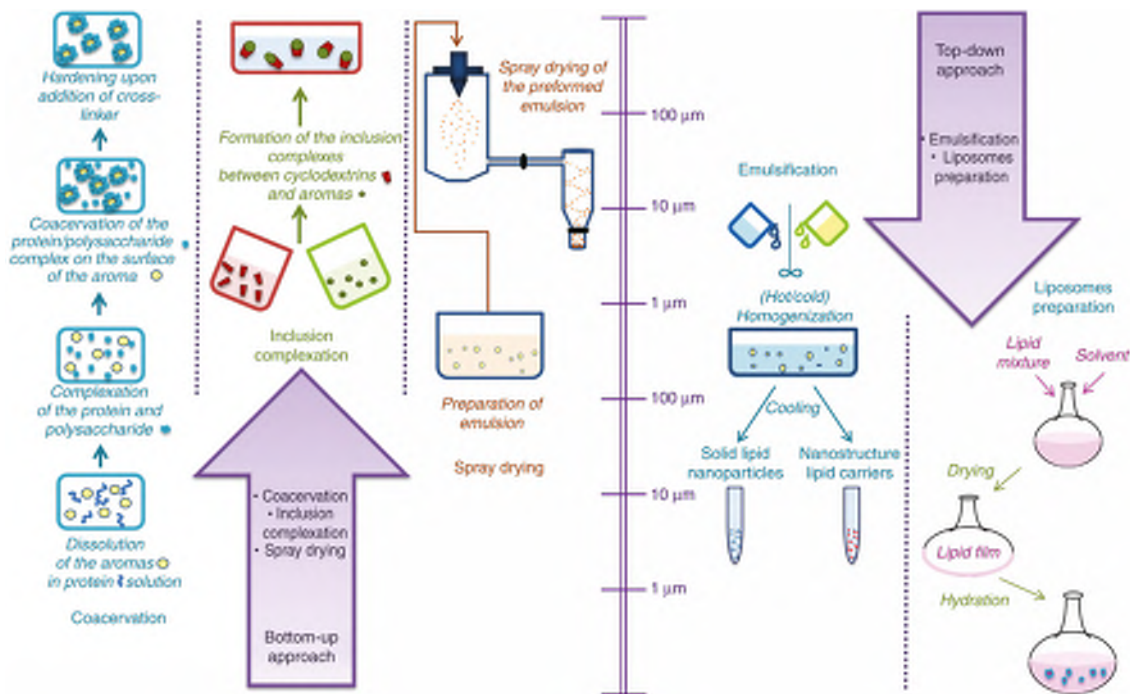 Hardening upon
addition of cross-
linker
Coacervation of the
protein/polysaccharide
complex on the surface
of the aroma
Complexation
of the protein and
polysaccharide
Dissolution
of the aromas
in protein solution
Coacervation
Formation of the inclusion
complexes
between cyclodextrins
and aromas
Inclusion
complexation
• Coacervation
• Inclusion
complexation
• Spray drying
Bottom-up
approach
Spray drying of
the preformed
emulsion
Preparation of
emulsion
Spray drying
100 μm
10 μm
1 μm
100 μm
10 μm
1 μm
Emulsification
(Hot/cold)
Homogenization
Cooling
Solid lipid
nanoparticles
Nanostructure
lipid carriers
Top-down
approach
• Emulsification
• Liposomes
preparation
Liposomes
preparation
Lipid
mixture
Solvent
Drying
Lipid film
Hydration